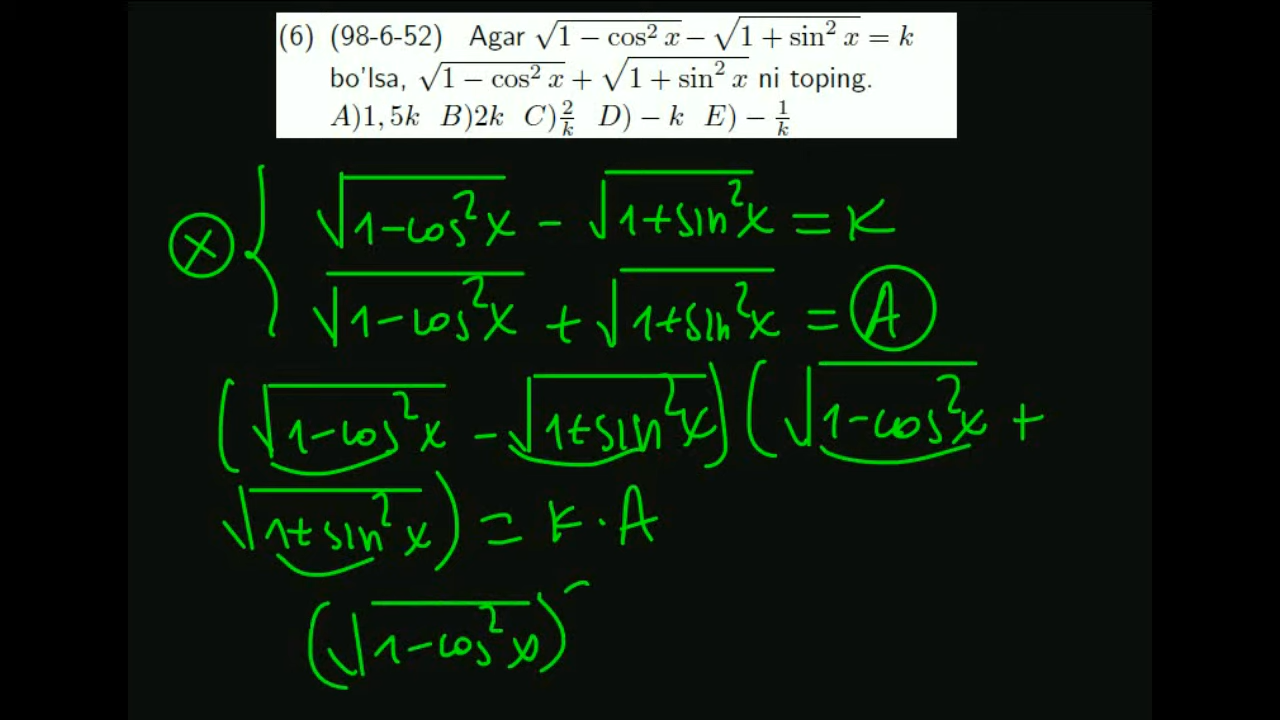 (6) (98-6-52) Agar √(1 − cos² x) − √(1 + sin² x) = k
bo'lsa, √(1 − cos² x) + √(1 + sin² x) ni toping.
A)1, 5k B)2k C)2/k D) − k E) − 1/k
√(1-cos²x) - √(1+sin²x) = K
X {
√(1-cos²x) + √(1+sin²x) = A
(√(1-cos²x) - √(1+sin²x)) (√(1-cos²x) +
√(1+sin²x)) = K · A
(√(1-cos²x))